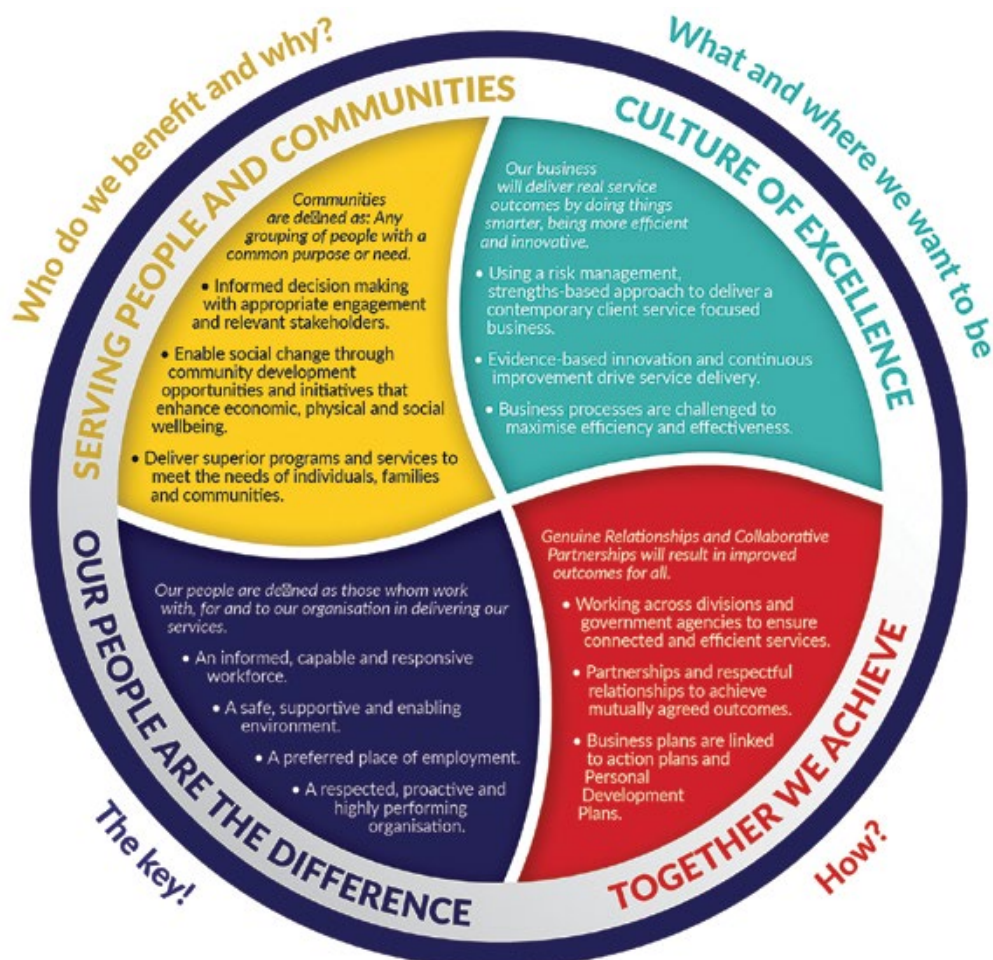 Who do we benefit and why?
SERVING PEOPLE AND COMMUNITIES
Communities
are de￿ned as: Any
grouping of people with a
common purpose or need.
• Informed decision making
with appropriate engagement
and relevant stakeholders.
• Enable social change through
community development
opportunities and initiatives that
enhance economic, physical and social
wellbeing.
• Deliver superior programs and services to
meet the needs of individuals, families
and communities.
What and where we want to be
CULTURE OF EXCELLENCE
Our business
will deliver real service
outcomes by doing things
smarter, being more efficient
and innovative.
• Using a risk management,
strengths-based approach to deliver a
contemporary client service focused
business.
• Evidence-based innovation and continuous
improvement drive service delivery.
• Business processes are challenged to
maximise efficiency and effectiveness.
OUR PEOPLE ARE THE DIFFERENCE
The key!
Our people are de￿ned as those whom work
with, for and to our organisation in delivering our
services.
• An informed, capable and responsive
workforce.
• A safe, supportive and enabling
environment.
• A preferred place of employment.
• A respected, proactive and
highly performing
organisation.
TOGETHER WE ACHIEVE
How?
Genuine Relationships and Collaborative
Partnerships will result in improved
outcomes for all.
• Working across divisions and
government agencies to ensure
connected and efficient services.
• Partnerships and respectful
relationships to achieve
mutually agreed outcomes.
• Business plans are linked
to action plans and
Personal
Development
Plans.